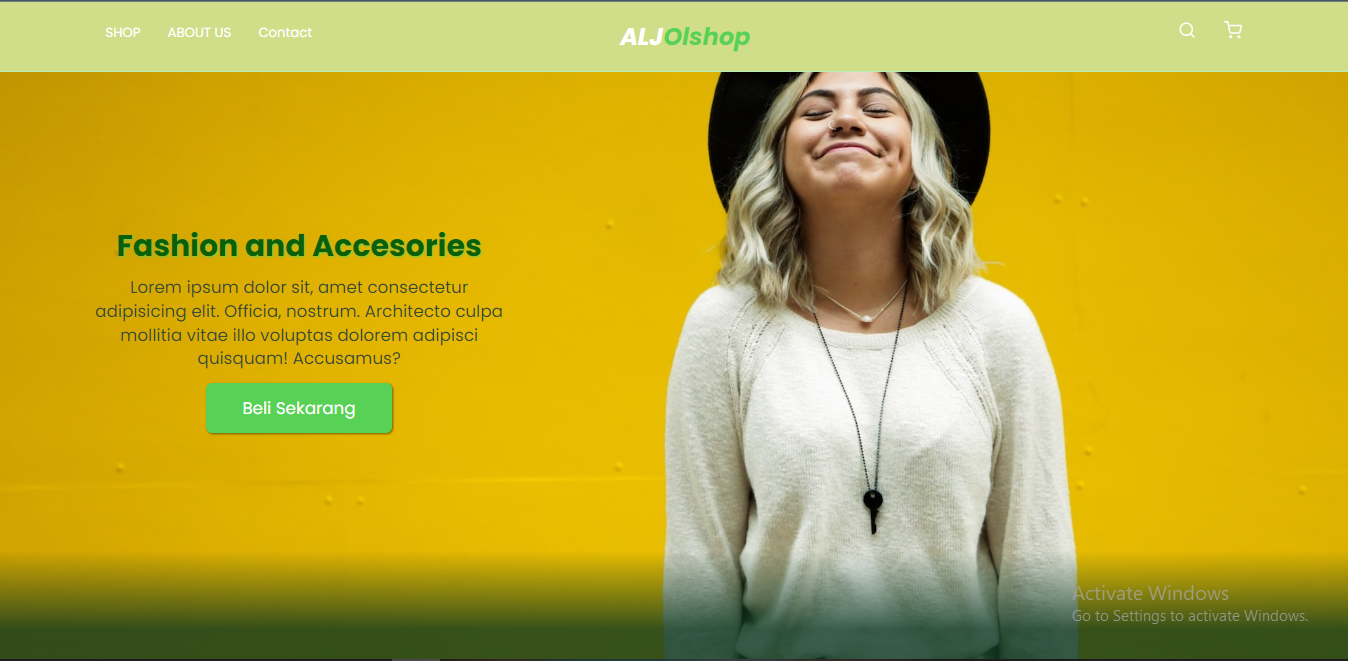 SHOP ABOUT US Contact ALJOlshop
Fashion and Accesories
Lorem ipsum dolor sit, amet consectetur
adipisicing elit. Officia, nostrum. Architecto culpa
mollitia vitae illo voluptas dolorem adipisci
quisquam! Accusamus?
Beli Sekarang
Activate Windows
Go to Settings to activate Windows.